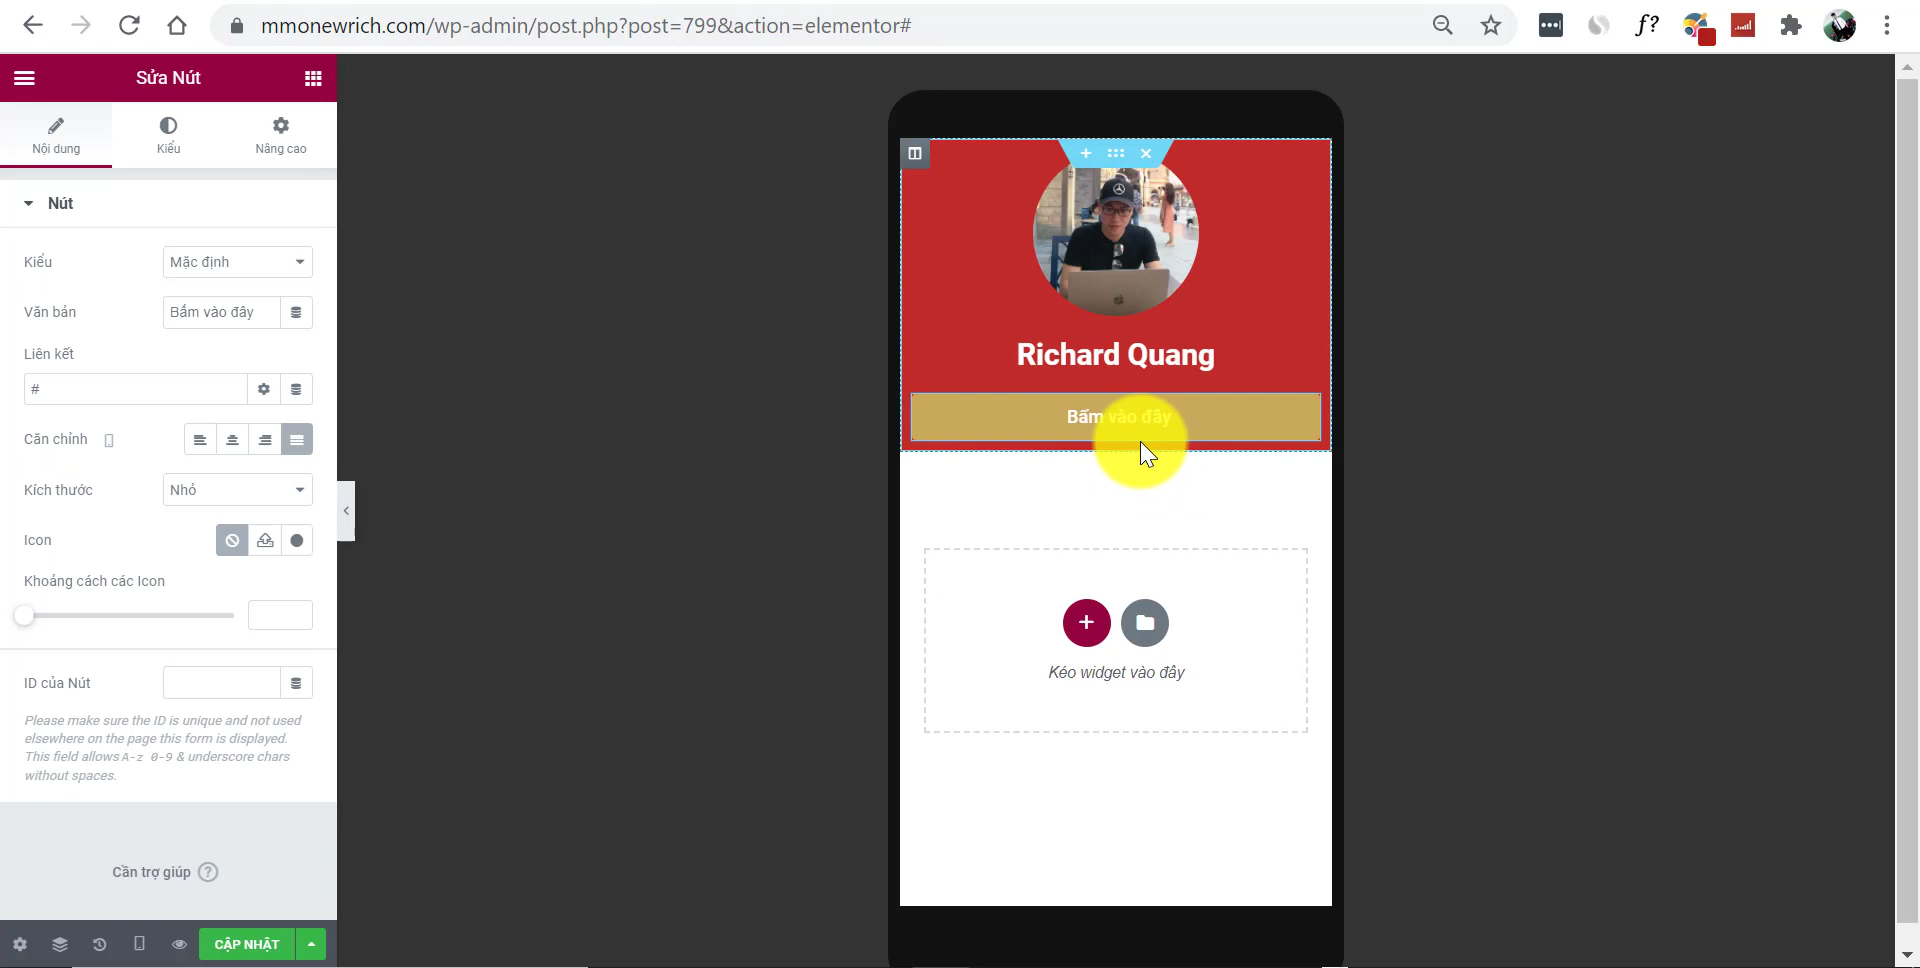 mmonewrich.com/wp-admin/post.php?post=799&action=elementor#
f?
Sửa Nút
Nội dung
Kiểu
Nâng cao
Nút
Kiểu
Mặc định
Văn bản
Bấm vào đây
Liên kết
#
Căn chỉnh
Kích thước
Nhỏ
Icon
Khoảng cách các Icon
ID của Nút
Please make sure the ID is unique and not used
elsewhere on the page this form is displayed.
This field allows A-z 0-9 & underscore chars
without spaces.
Cần trợ giúp ?
CẬP NHẬT
Richard Quang
Bấm vào đây
Kéo widget vào đây